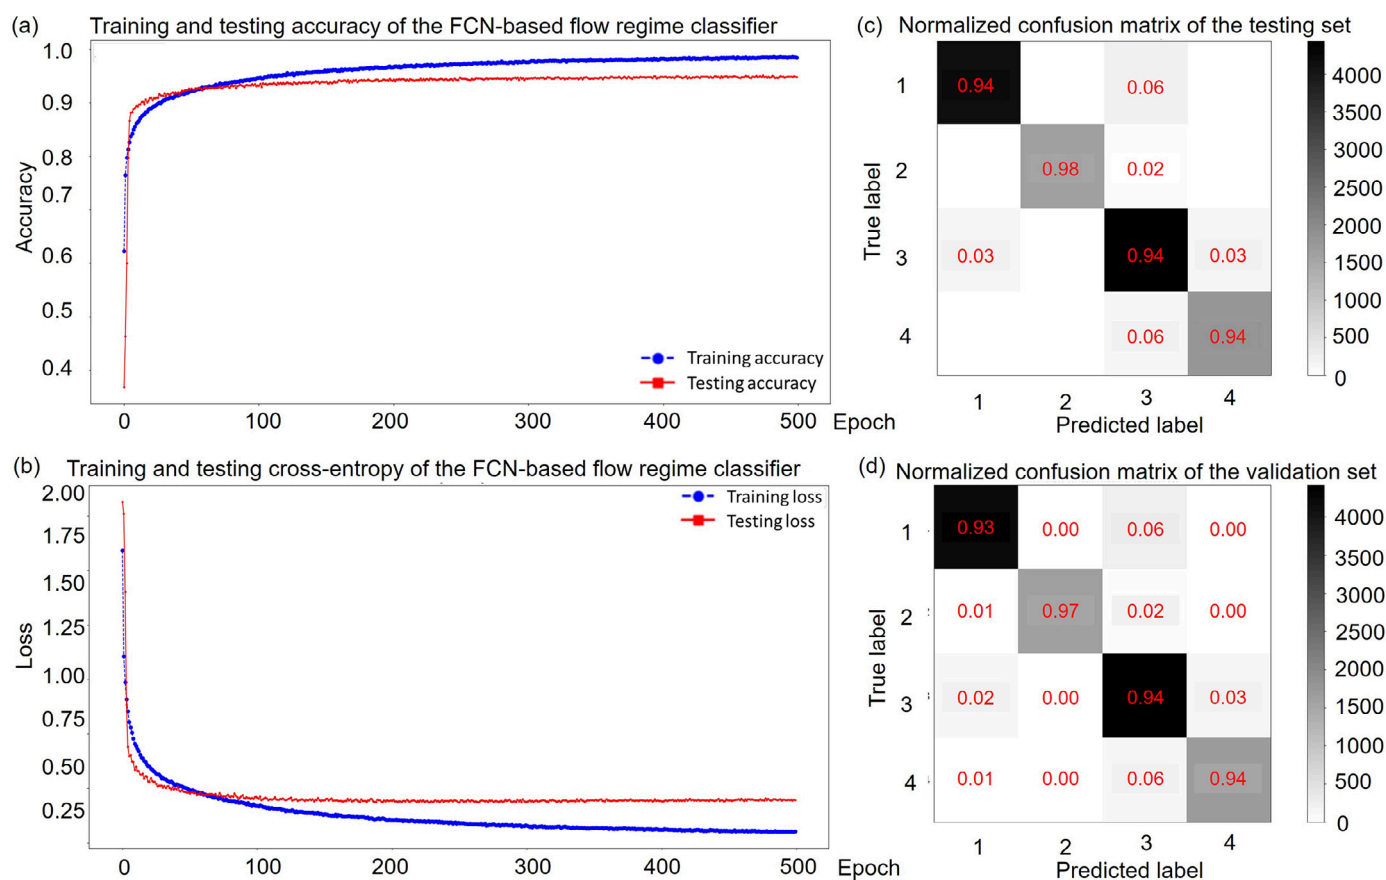 (a) Training and testing accuracy of the FCN-based flow regime classifier
1.0
0.9
0.8
0.7
0.6
0.5
0.4
Accuracy
Training accuracy
Testing accuracy
0 100 200 300 400 500 Epoch
(b) Training and testing cross-entropy of the FCN-based flow regime classifier
2.00
1.75
1.50
1.25
1.00
0.75
0.50
0.25
Loss
Training loss
Testing loss
0 100 200 300 400 500 Epoch
(c) Normalized confusion matrix of the testing set
True label
1 0.94 0.06
2 0.98 0.02
3 0.03 0.94 0.03
4 0.06 0.94
1 2 3 4
Predicted label
4000
3500
3000
2500
2000
1500
1000
500
0
(d) Normalized confusion matrix of the validation set
True label
1 0.93 0.00 0.06 0.00
2 0.01 0.97 0.02 0.00
3 0.02 0.00 0.94 0.03
4 0.01 0.00 0.06 0.94
1 2 3 4
Predicted label
4000
3500
3000
2500
2000
1500
1000
500
0